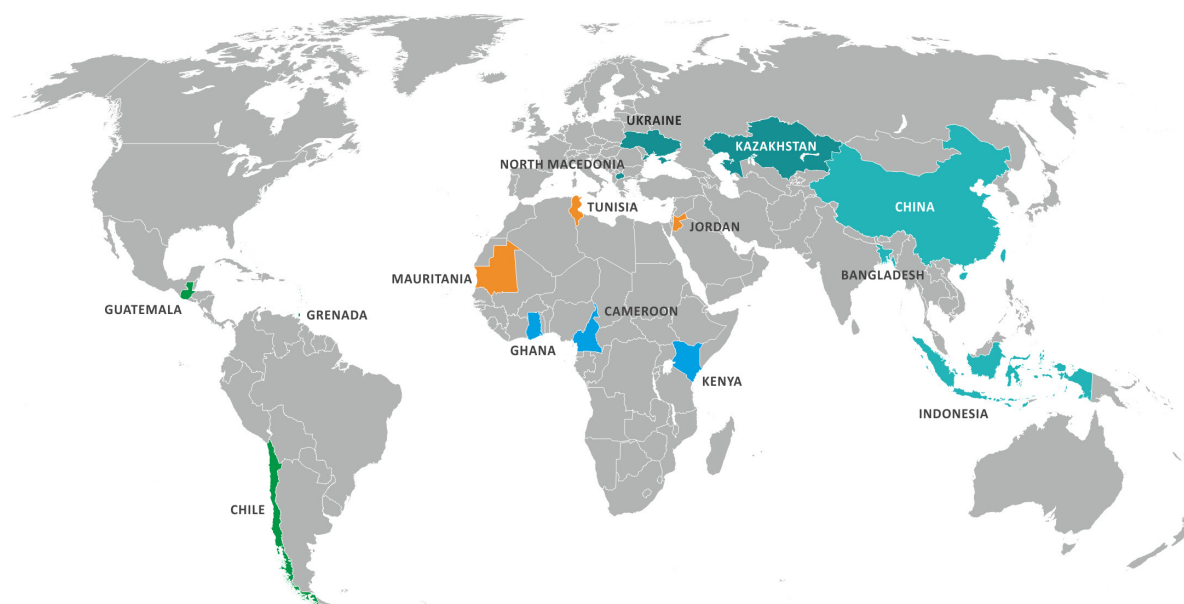 UKRAINE
KAZAKHSTAN
NORTH MACEDONIA
CHINA
TUNISIA
JORDAN
BANGLADESH
MAURITANIA
GUATEMALA
GRENADA
CAMEROON
GHANA
KENYA
INDONESIA
CHILE